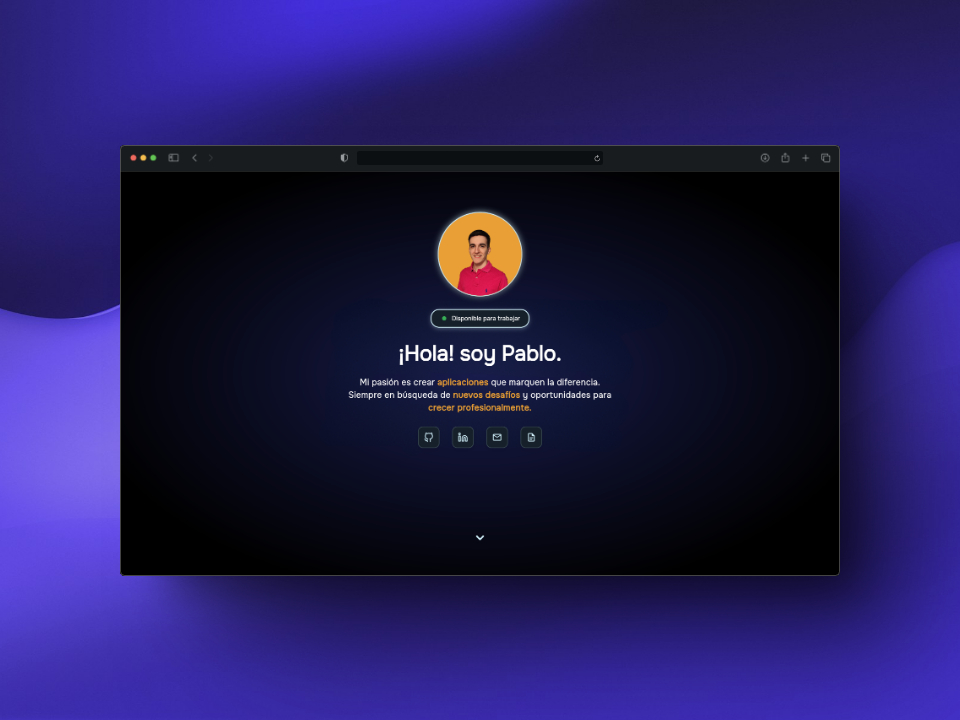 Disponible para trabajar
¡Hola! soy Pablo.
Mi pasión es crear aplicaciones que marquen la diferencia.
Siempre en búsqueda de nuevos desafíos y oportunidades para
crecer profesionalmente.